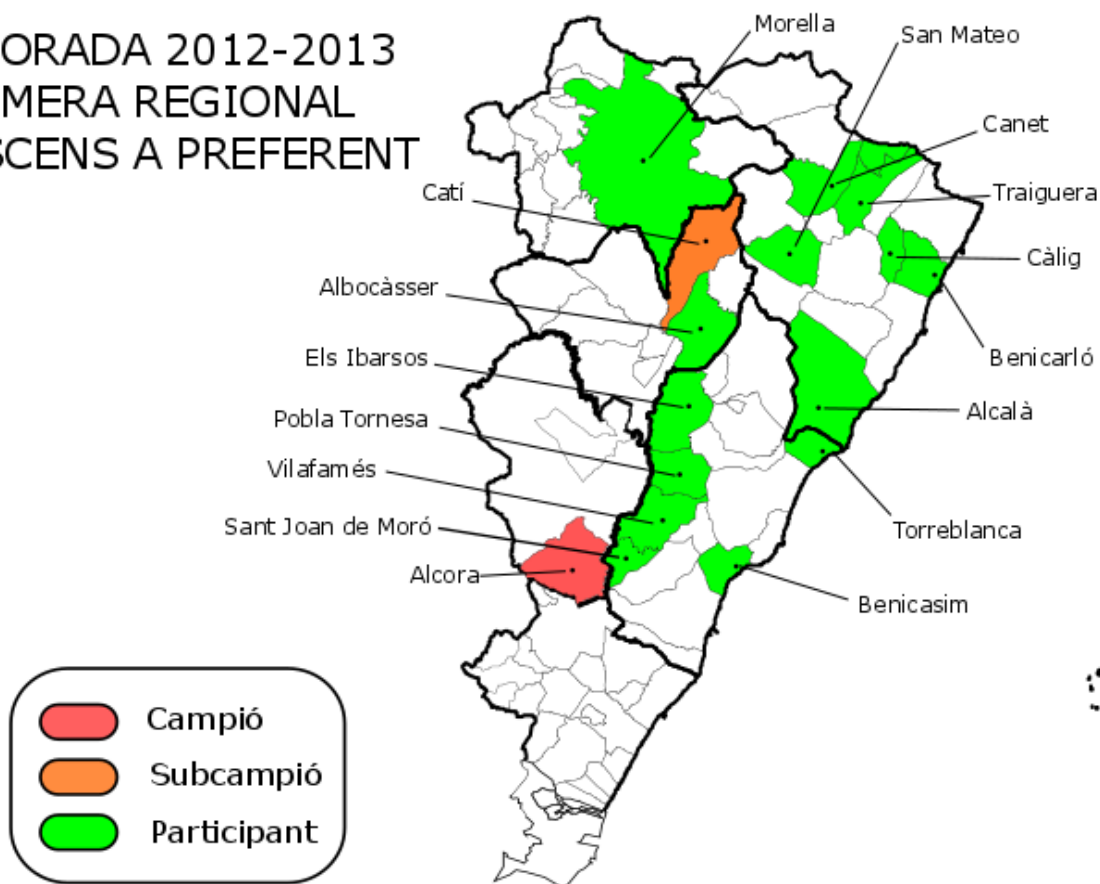 ORADA 2012-2013
MERA REGIONAL
SCENS A PREFERENT
Morella
San Mateo
Canet
Catí
Traiguera
Càlig
Albocàsser
Els Ibarsos
Benicarló
Pobla Tornesa
Alcalà
Vilafamés
Sant Joan de Moró
Torreblanca
Alcora
Benicasim
Campió
Subcampió
Participant